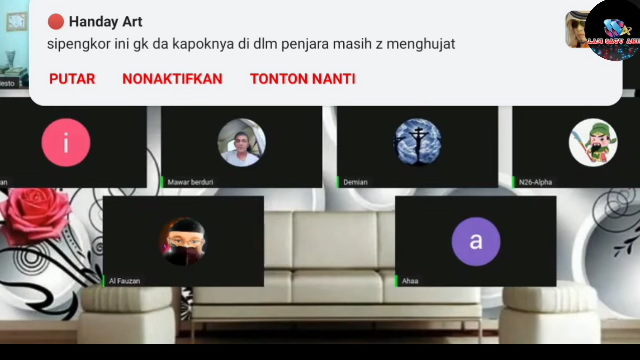 Handay Art
sipengkor ini gk da kapoknya di dlm penjara masih z menghujat
PUTAR
NONAKTIFKAN
TONTON NANTI
i
Mawar berduri
Demian
N26-Alpha
Al Fauzan
a
Ahaa